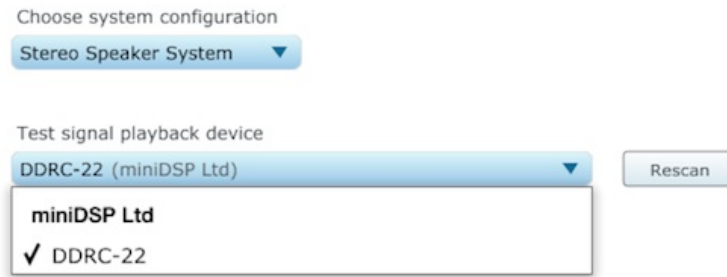 Choose system configuration
Stereo Speaker System
Test signal playback device
DDRC-22 (miniDSP Ltd)
Rescan
miniDSP Ltd
✓ DDRC-22